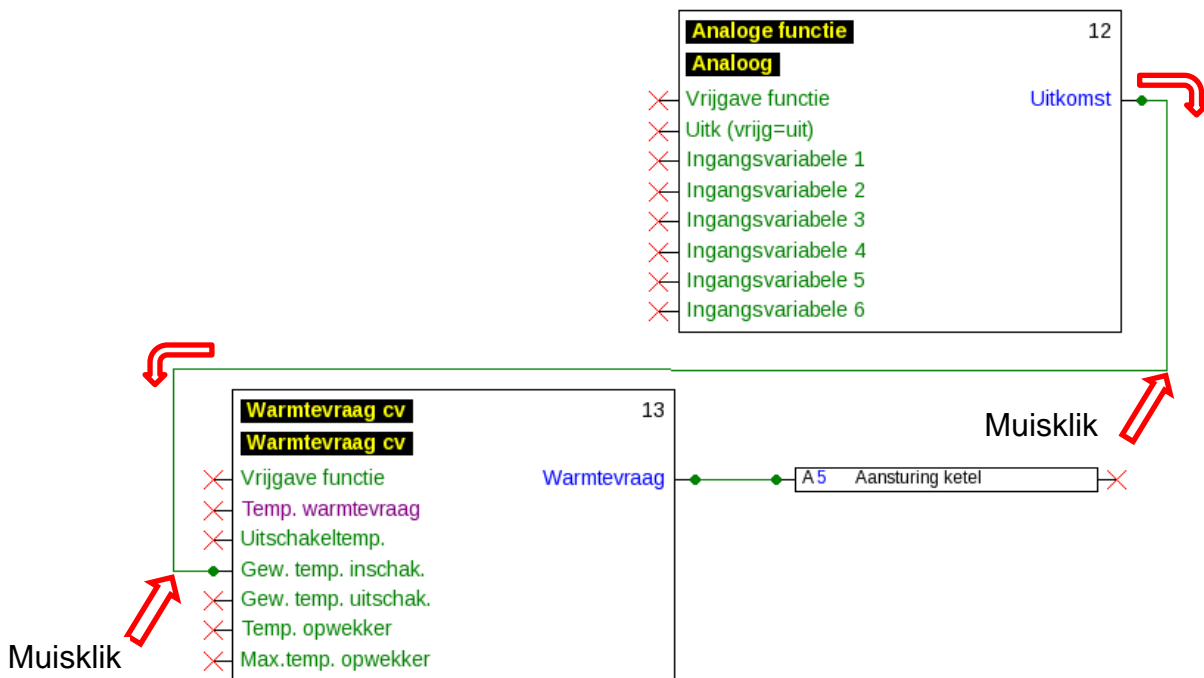 Analoge functie 12
Analoog
Vrijgave functie Uitkomst
Uitk (vrijg=uit)
Ingangsvariabele 1
Ingangsvariabele 2
Ingangsvariabele 3
Ingangsvariabele 4
Ingangsvariabele 5
Ingangsvariabele 6
Muisklik
Warmtevraag cv 13
Warmtevraag cv
Vrijgave functie Warmtevraag
A 5 Aansturing ketel
Temp. warmtevraag
Uitschakeltemp.
Gew. temp. inschak.
Gew. temp. uitschak.
Temp. opwekker
Max.temp. opwekker
Muisklik